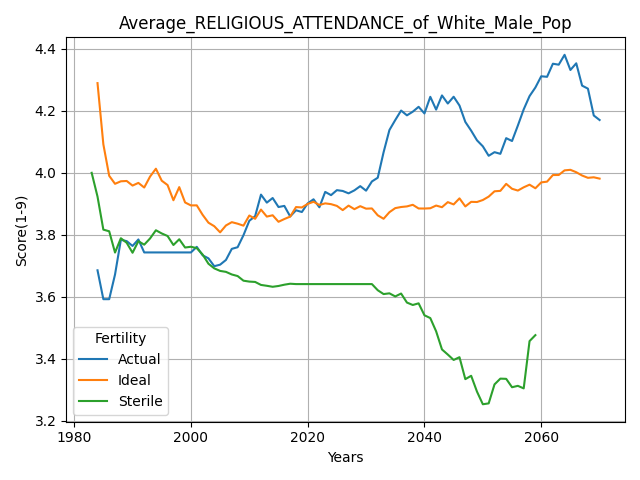 Average_RELIGIOUS_ATTENDANCE_of_White_Male_Pop
Score(1-9)
4.4
4.2
4.0
3.8
3.6
3.4
3.2
Fertility
Actual
Ideal
Sterile
1980
2000
2020
2040
2060
Years